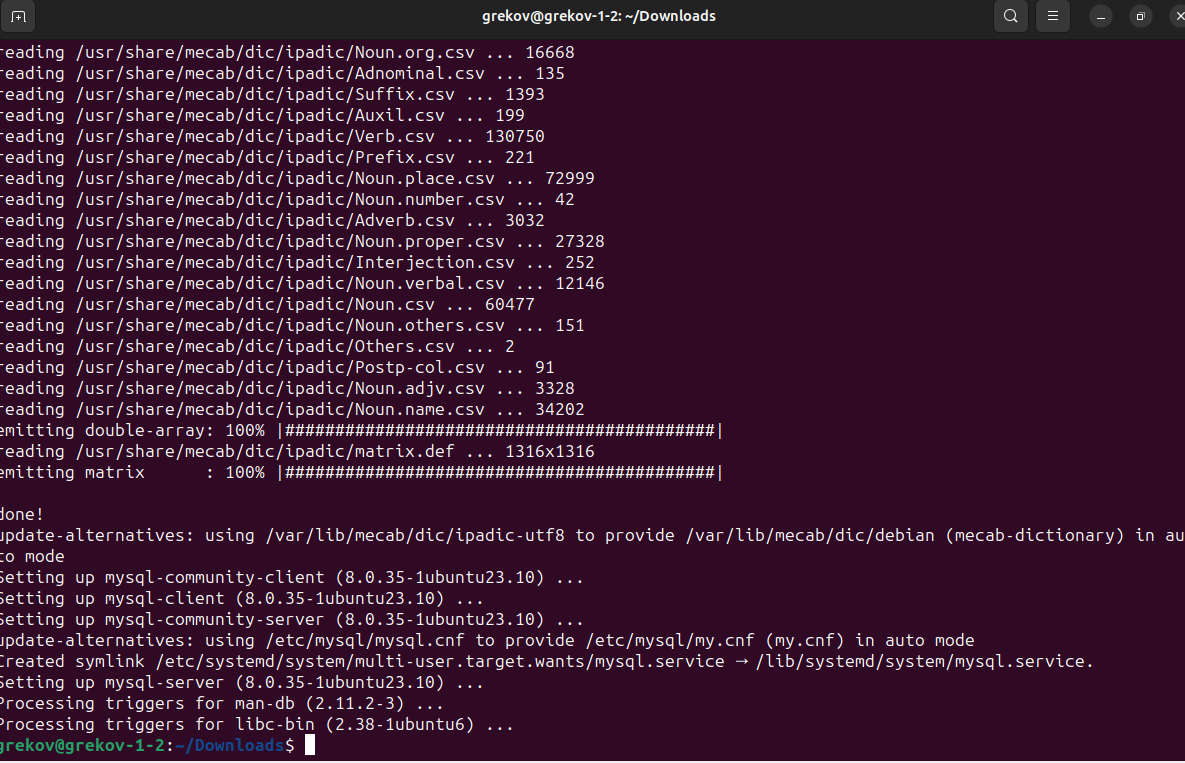 grekov@grekov-1-2: ~/Downloads
reading /usr/share/mecab/dic/ipadic/Noun.org.csv ... 16668
reading /usr/share/mecab/dic/ipadic/Adnominal.csv ... 135
reading /usr/share/mecab/dic/ipadic/Suffix.csv ... 1393
reading /usr/share/mecab/dic/ipadic/Auxil.csv ... 199
reading /usr/share/mecab/dic/ipadic/Verb.csv ... 130750
reading /usr/share/mecab/dic/ipadic/Prefix.csv ... 221
reading /usr/share/mecab/dic/ipadic/Noun.place.csv ... 72999
reading /usr/share/mecab/dic/ipadic/Noun.number.csv ... 42
reading /usr/share/mecab/dic/ipadic/Adverb.csv ... 3032
reading /usr/share/mecab/dic/ipadic/Noun.proper.csv ... 27328
reading /usr/share/mecab/dic/ipadic/Interjection.csv ... 252
reading /usr/share/mecab/dic/ipadic/Noun.verbal.csv ... 12146
reading /usr/share/mecab/dic/ipadic/Noun.csv ... 60477
reading /usr/share/mecab/dic/ipadic/Noun.others.csv ... 151
reading /usr/share/mecab/dic/ipadic/Others.csv ... 2
reading /usr/share/mecab/dic/ipadic/Postp-col.csv ... 91
reading /usr/share/mecab/dic/ipadic/Noun.adjv.csv ... 3328
reading /usr/share/mecab/dic/ipadic/Noun.name.csv ... 34202
emitting double-array: 100% |###########################################|
reading /usr/share/mecab/dic/ipadic/matrix.def ... 1316x1316
emitting matrix      : 100% |###########################################|
done!
update-alternatives: using /var/lib/mecab/dic/ipadic-utf8 to provide /var/lib/mecab/dic/debian (mecab-dictionary) in au
to mode
Setting up mysql-community-client (8.0.35-1ubuntu23.10) ...
Setting up mysql-client (8.0.35-1ubuntu23.10) ...
Setting up mysql-community-server (8.0.35-1ubuntu23.10) ...
update-alternatives: using /etc/mysql/mysql.cnf to provide /etc/mysql/my.cnf (my.cnf) in auto mode
Created symlink /etc/systemd/system/multi-user.target.wants/mysql.service → /lib/systemd/system/mysql.service.
Setting up mysql-server (8.0.35-1ubuntu23.10) ...
Processing triggers for man-db (2.11.2-3) ...
Processing triggers for libc-bin (2.38-1ubuntu6) ...
grekov@grekov-1-2:~/Downloads$